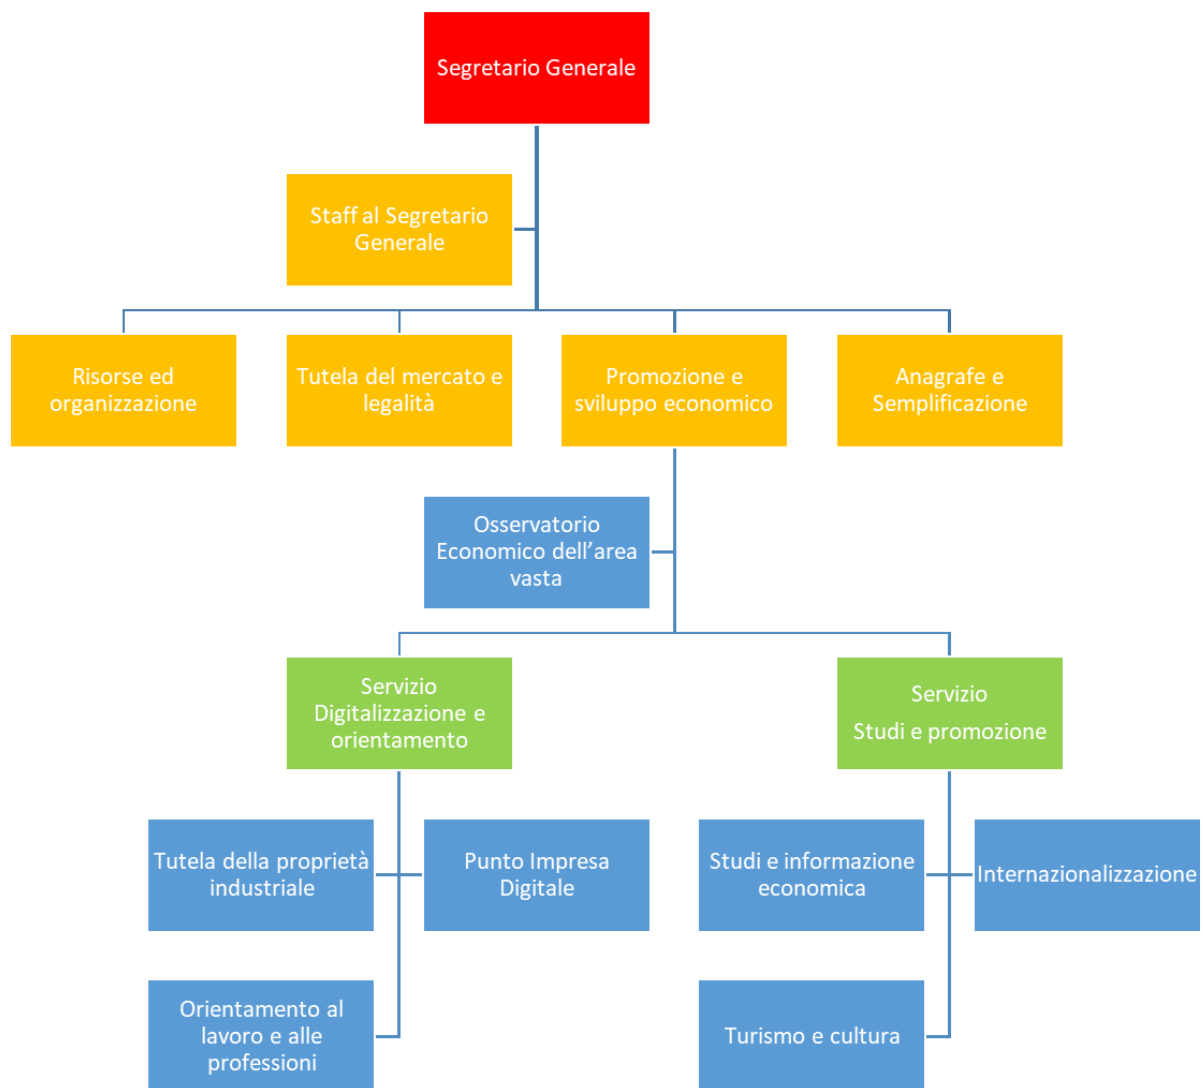 Segretario Generale
Staff al Segretario
Generale
Risorse ed
organizzazione
Tutela del mercato e
legalità
Promozione e
sviluppo economico
Anagrafe e
Semplificazione
Osservatorio
Economico dell’area
vasta
Servizio
Digitalizzazione e
orientamento
Servizio
Studi e promozione
Tutela della proprietà
industriale
Punto Impresa
Digitale
Studi e informazione
economica
Internazionalizzazione
Orientamento al
lavoro e alle
professioni
Turismo e cultura